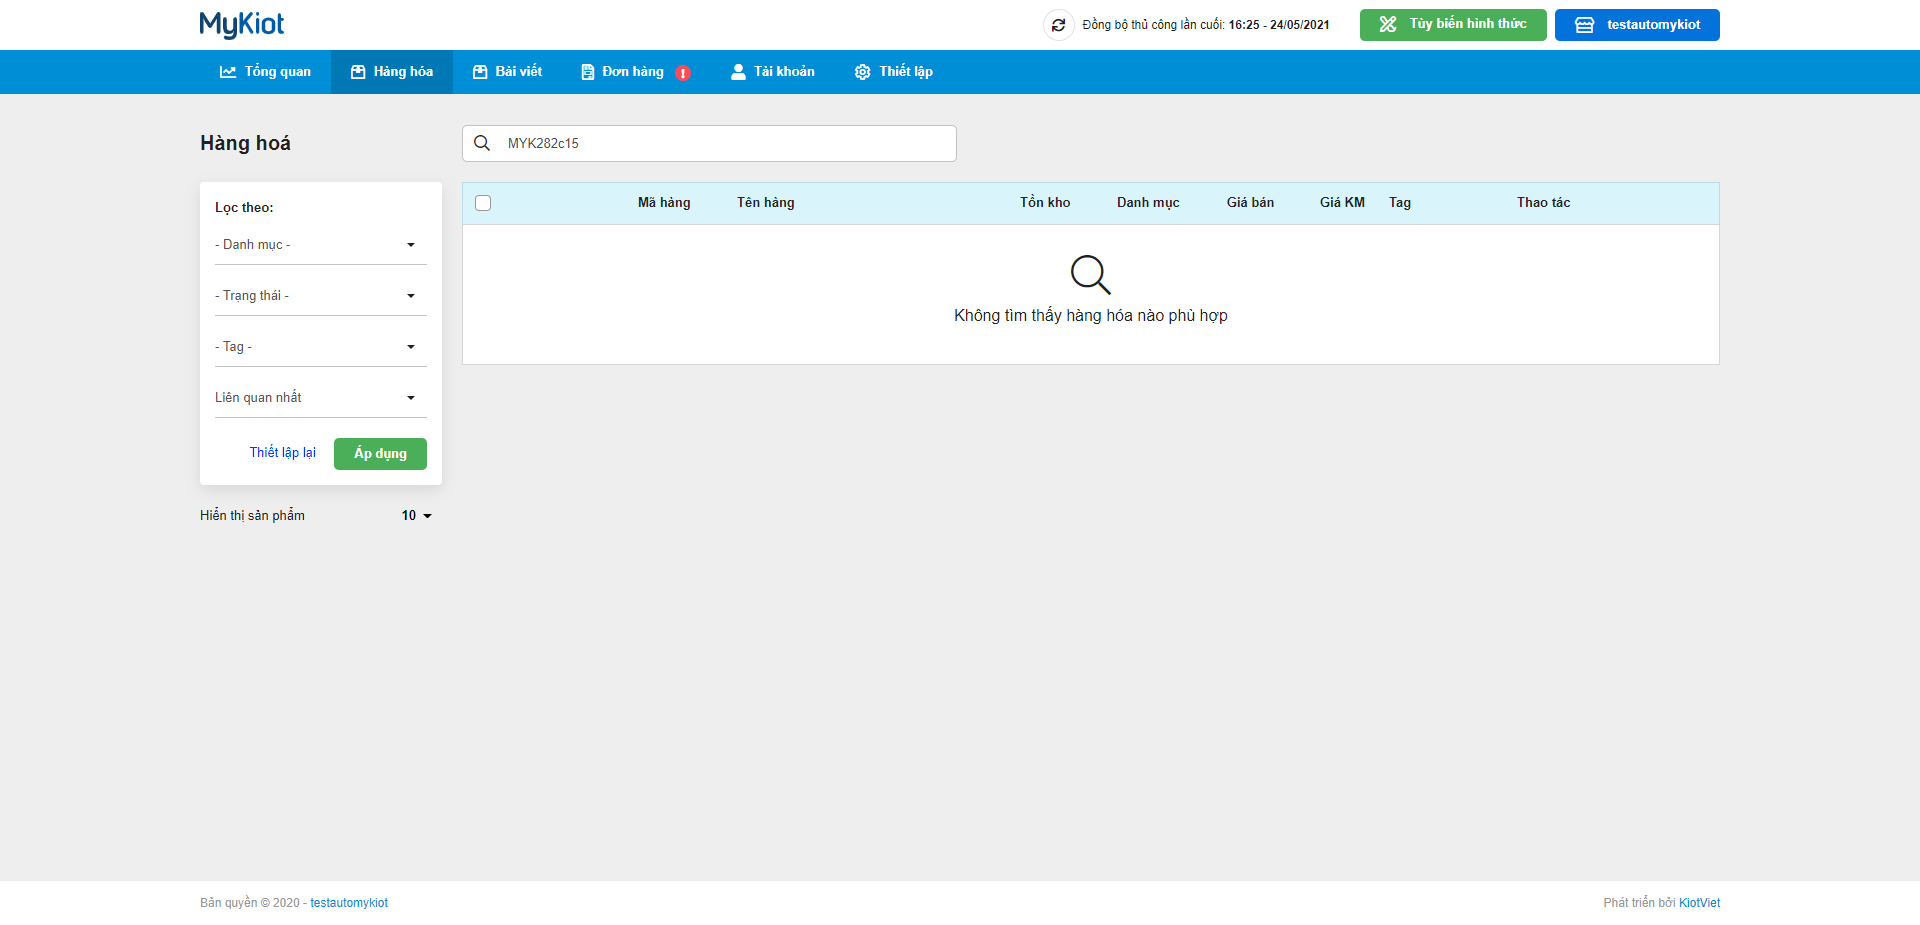 MyKiot
Đồng bộ thủ công lần cuối: 16:25 - 24/05/2021
Tùy biến hình thức
testautomykiot
Tổng quan
Hàng hóa
Bài viết
Đơn hàng
Tài khoản
Thiết lập
Hàng hoá
MYK282c15
Lọc theo:
- Danh mục -
- Trạng thái -
- Tag -
Liên quan nhất
Thiết lập lại
Áp dụng
Hiển thị sản phẩm
10
Mã hàng Tên hàng Tồn kho Danh mục Giá bán Giá KM Tag Thao tác
Không tìm thấy hàng hóa nào phù hợp
Bản quyền © 2020 - testautomykiot
Phát triển bởi KiotViet